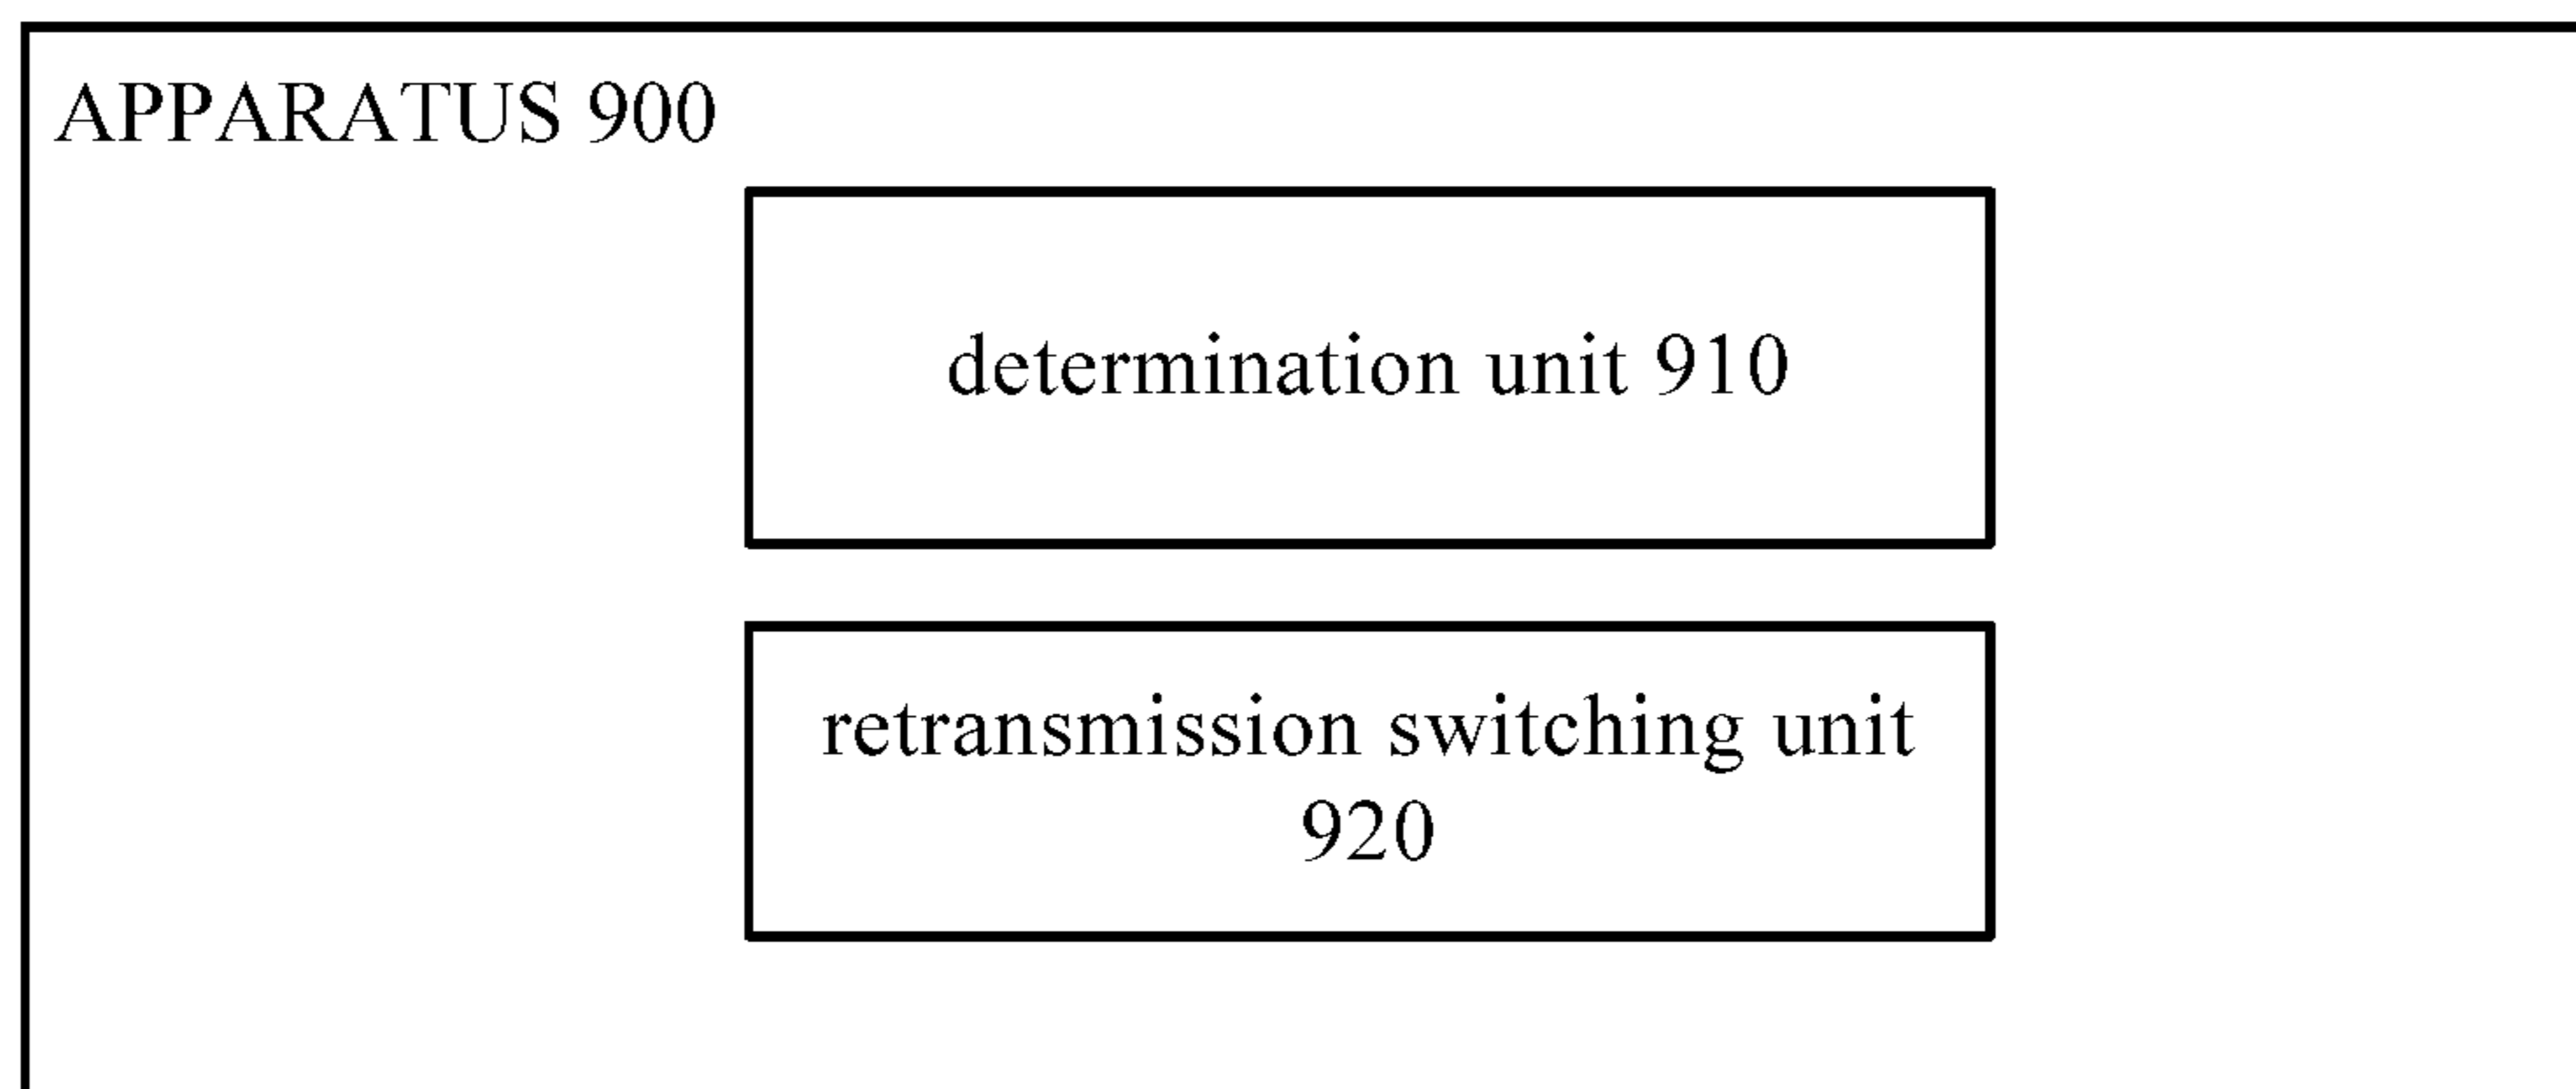 APPARATUS 900
determination unit 910
retransmission switching unit
920